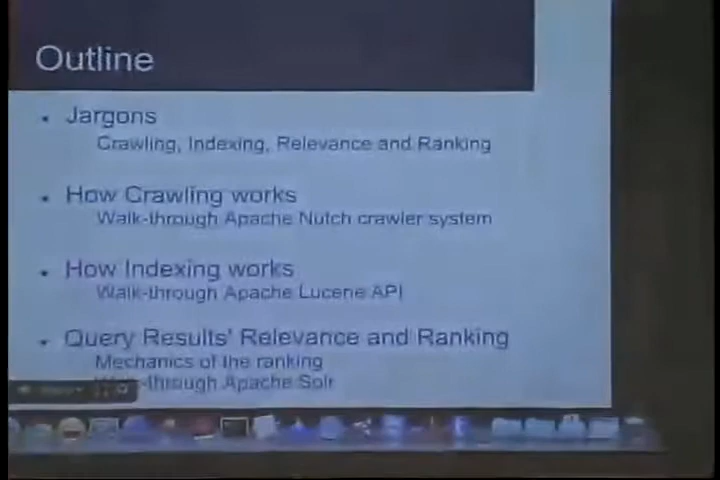 Outline
Jargons
Crawling, Indexing, Relevance and Ranking
How Crawling works
Walk-through Apache Nutch crawler system
How Indexing works
Walk-through Apache Lucene API
Query Results' Relevance and Ranking
Mechanics of the ranking
-through Apache Solr